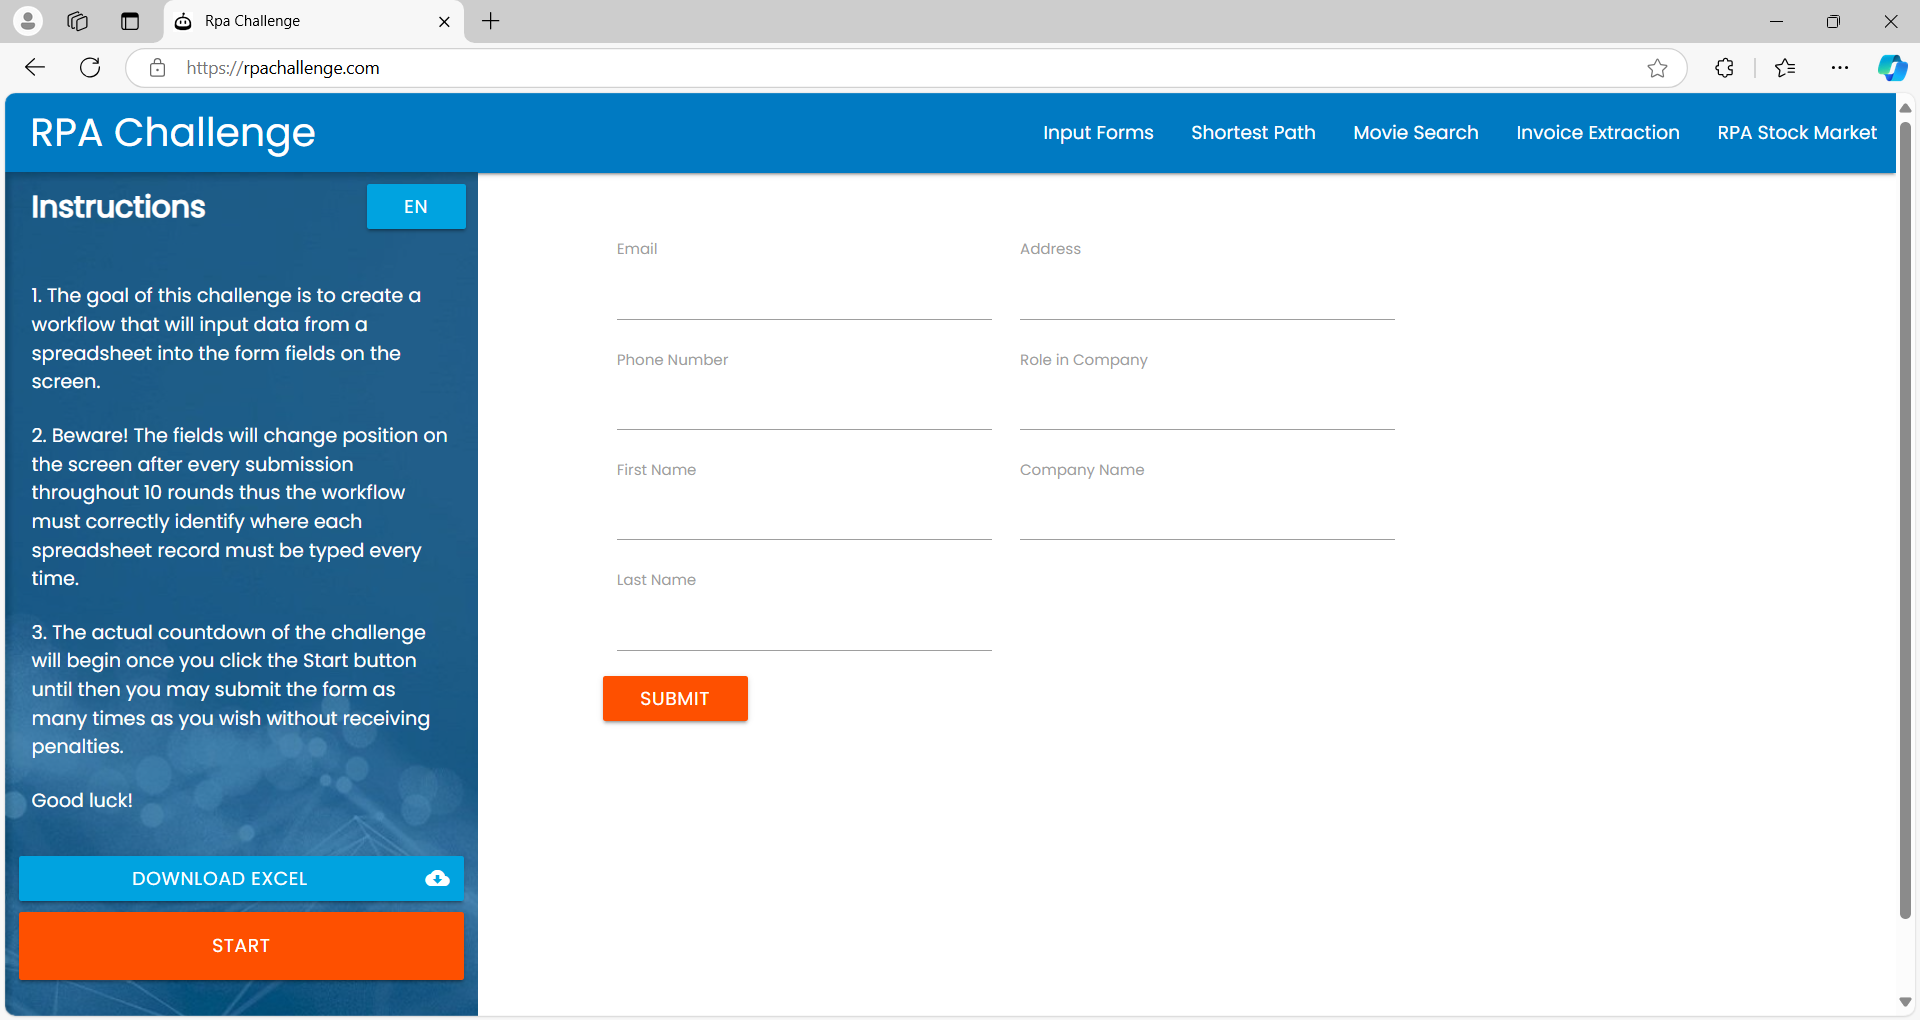 Rpa Challenge
https://rpachallenge.com
RPA Challenge
Input Forms
Shortest Path
Movie Search
Invoice Extraction
RPA Stock Market
Instructions
EN
1. The goal of this challenge is to create a
workflow that will input data from a
spreadsheet into the form fields on the
screen.
2. Beware! The fields will change position on
the screen after every submission
throughout 10 rounds thus the workflow
must correctly identify where each
spreadsheet record must be typed every
time.
3. The actual countdown of the challenge
will begin once you click the Start button
until then you may submit the form as
many times as you wish without receiving
penalties.
Good luck!
DOWNLOAD EXCEL
START
Email
Address
Phone Number
Role in Company
First Name
Company Name
Last Name
SUBMIT